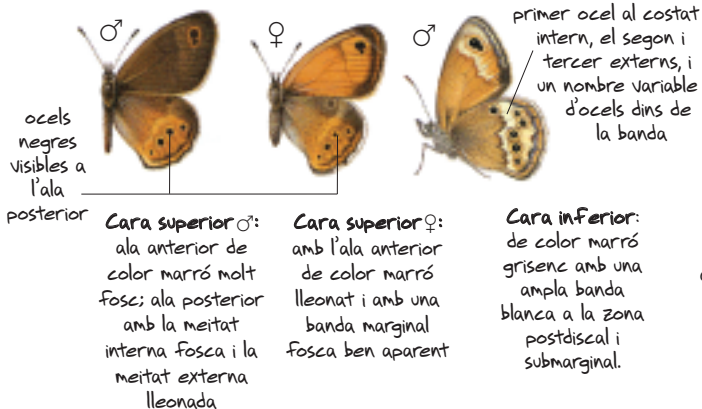 ♂
♀
♂
primer ocel al costat
intern, el segon i
tercer externs, i
un nombre variable
d'ocels dins de
la banda
ocels
negres
visibles a
l'ala
posterior
Cara superior ♂:
ala anterior de
color marró molt
fosc; ala posterior
amb la meitat
interna fosca i la
meitat externa
lleonada
Cara superior ♀:
amb l'ala anterior
de color marró
lleonat i amb una
banda marginal
fosca ben aparent
Cara inferior:
de color marró
grisenc amb una
ampla banda
blanca a la zona
postdiscal i
submarginal.